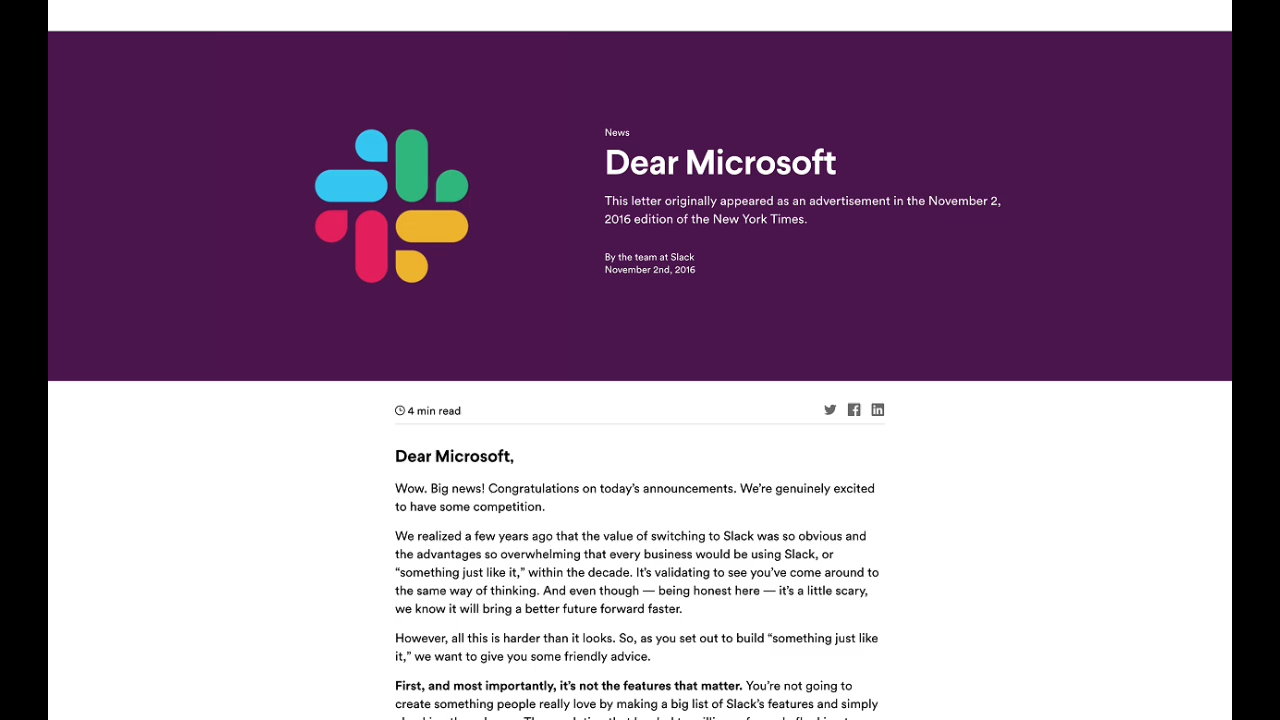 News
Dear Microsoft
This letter originally appeared as an advertisement in the November 2,
2016 edition of the New York Times.
By the team at Slack
November 2nd, 2016
4 min read
Dear Microsoft,
Wow. Big news! Congratulations on today’s announcements. We’re genuinely excited
to have some competition.
We realized a few years ago that the value of switching to Slack was so obvious and
the advantages so overwhelming that every business would be using Slack, or
“something just like it,” within the decade. It’s validating to see you’ve come around to
the same way of thinking. And even though — being honest here — it’s a little scary,
we know it will bring a better future forward faster.
However, all this is harder than it looks. So, as you set out to build “something just like
it,” we want to give you some friendly advice.
First, and most importantly, it’s not the features that matter. You’re not going to
create something people really love by making a big list of Slack’s features and simply